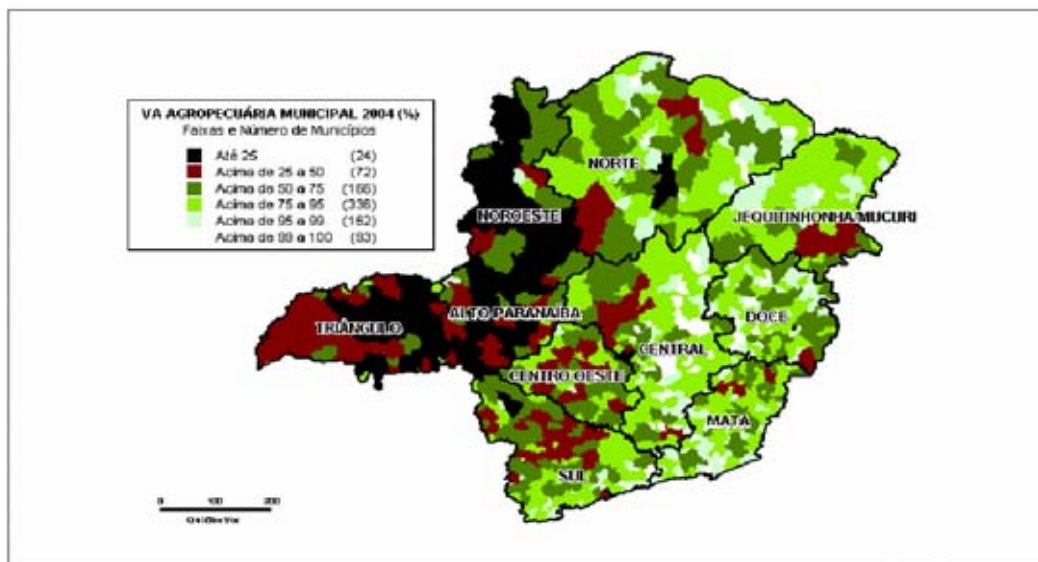 VA AGROPECUÁRIA MUNICIPAL 2004 (%)
Faixas e Número de Municípios
Até 25 (24)
Acima de 25 a 50 (72)
Acima de 50 a 75 (166)
Acima de 75 a 95 (336)
Acima de 95 a 99 (162)
Acima de 99 a 100 (93)
NORTE
NOROESTE
JEQUITINHONHA/MUCURI
ALTO PARANAÍBA
TRIÂNGULO
DOCE
CENTRAL
CENTRO OESTE
MATA
SUL
0 100 200